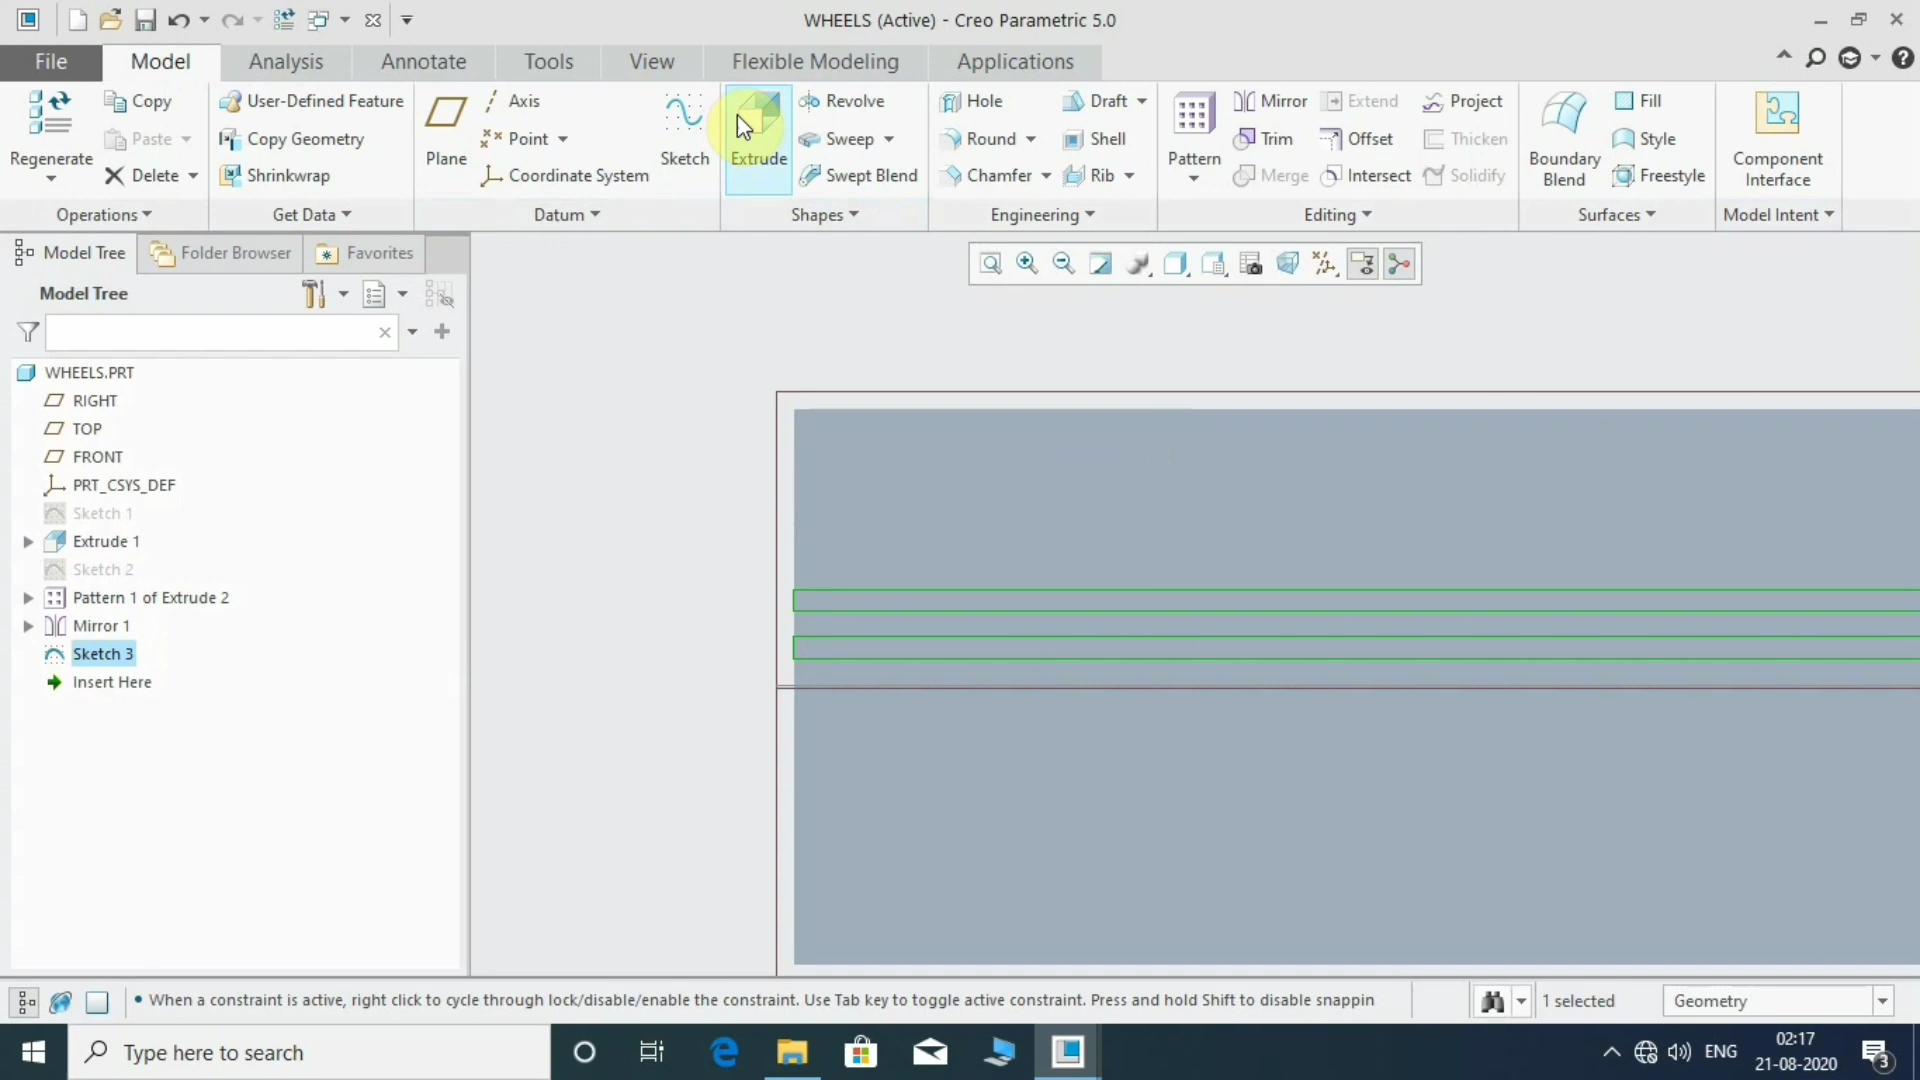 WHEELS (Active) - Creo Parametric 5.0
File Model Analysis Annotate Tools View Flexible Modeling Applications
Copy User-Defined Feature Axis Revolve Hole Draft Mirror Extend Project Fill
Paste Copy Geometry Point Sweep Round Shell Trim Offset Thicken Style
Regenerate Plane Sketch Extrude Pattern Boundary Blend Component Interface
Delete Shrinkwrap Coordinate System Swept Blend Chamfer Rib Merge Intersect Solidify Freestyle
Operations Get Data Datum Shapes Engineering Editing Surfaces Model Intent
Model Tree Folder Browser Favorites
Model Tree
WHEELS.PRT
RIGHT
TOP
FRONT
PRT_CSYS_DEF
Sketch 1
Extrude 1
Sketch 2
Pattern 1 of Extrude 2
Mirror 1
Sketch 3
Insert Here
• When a constraint is active, right click to cycle through lock/disable/enable the constraint. Use Tab key to toggle active constraint. Press and hold Shift to disable snappin
1 selected
Geometry
Type here to search
ENG
02:17
21-08-2020
3